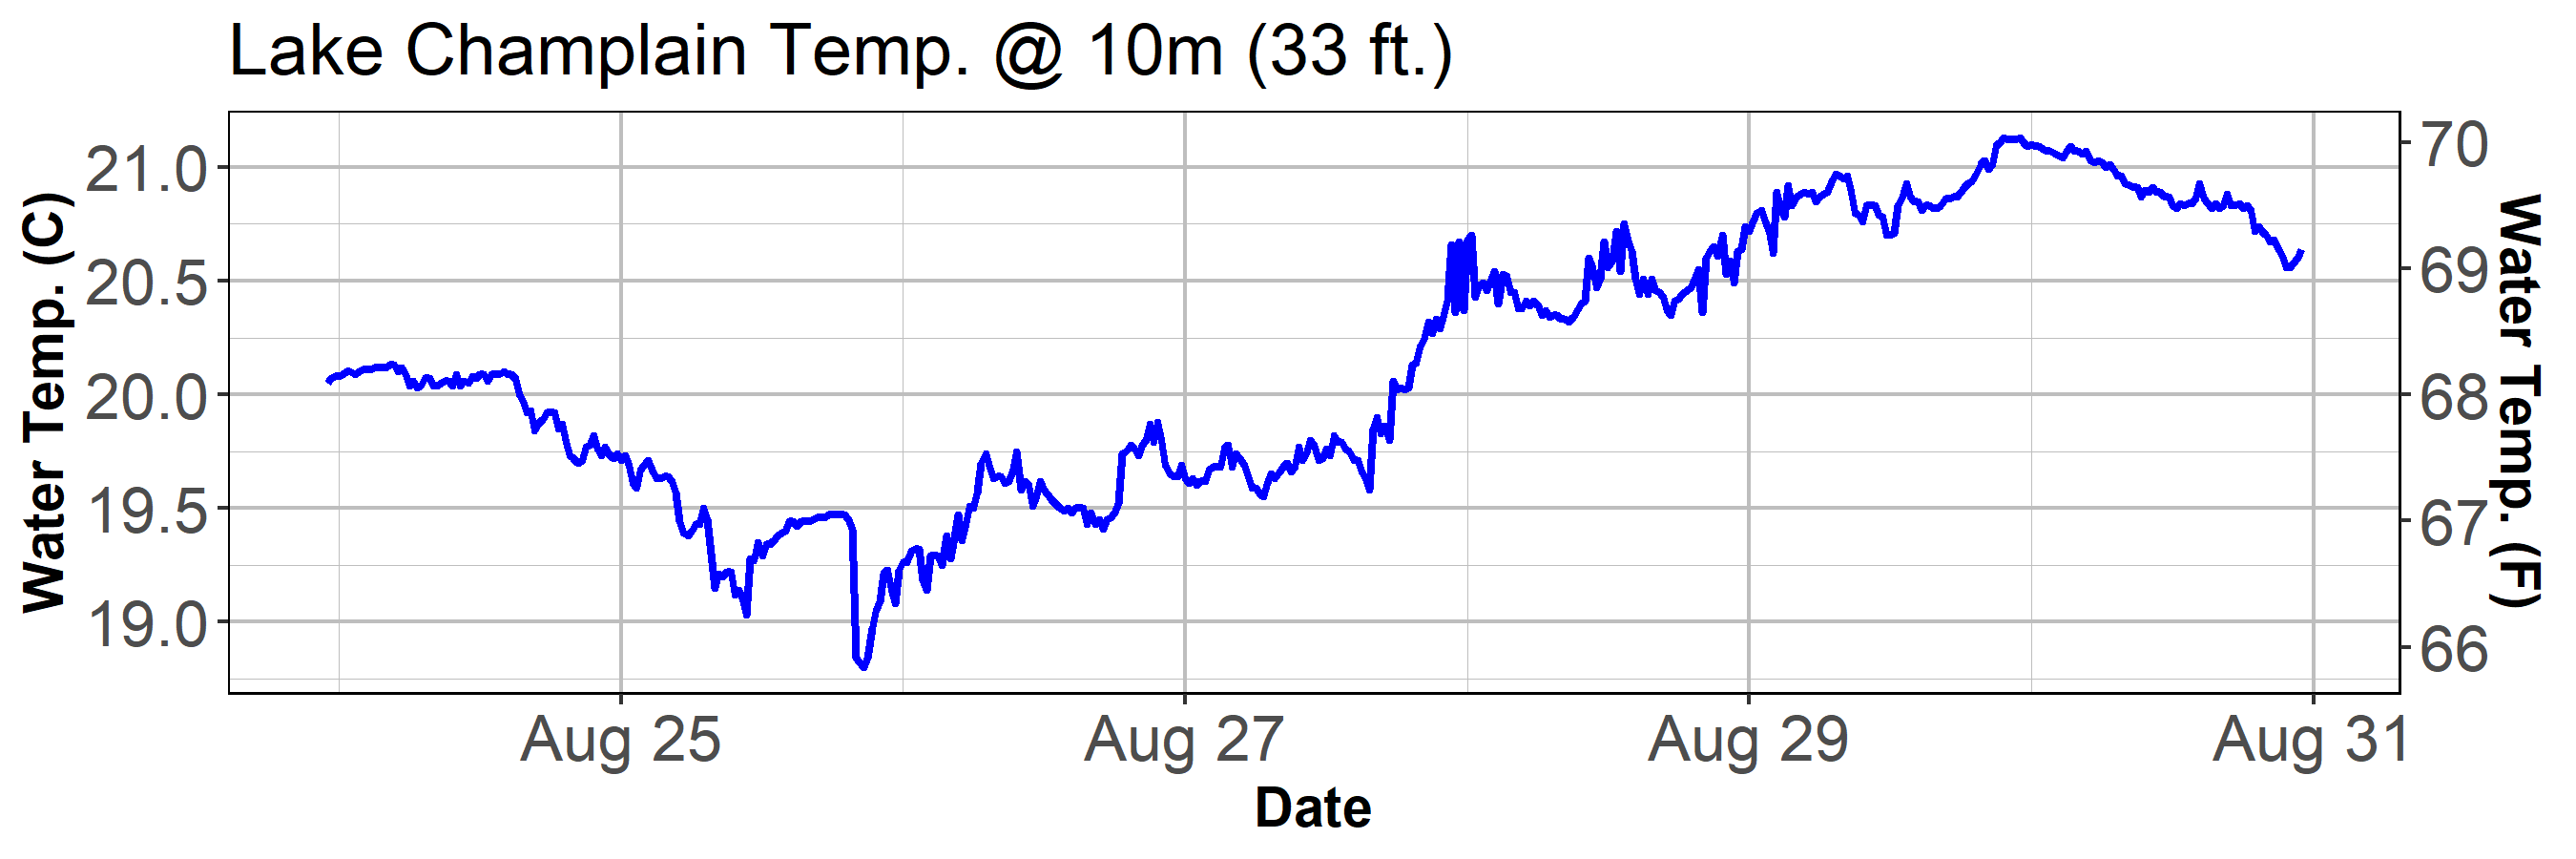 Lake Champlain Temp. @ 10m (33 ft.)
Water Temp. (C)
21.0
20.5
20.0
19.5
19.0
70
69
68
67
66
Water Temp. (F)
Aug 25
Aug 27
Aug 29
Aug 31
Date